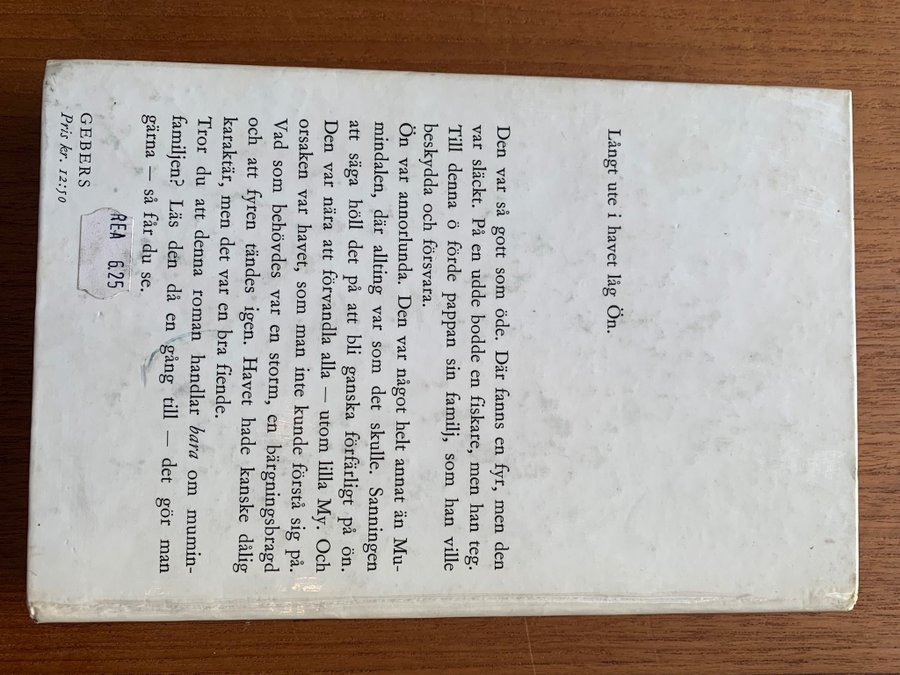 Långt ute i havet låg Ön.
Den var så gott som öde. Där fanns en fyr, men den
var släckt. På en udde bodde en fiskare, men han teg.
Till denna ö förde pappan sin familj, som han ville
beskydda och försvara.
Ön var annorlunda. Den var något helt annat än Mu-
mindalen, där allting var som det skulle. Sanningen
att säga höll det på att bli ganska förfärligt på ön.
Den var nära att förvandla alla — utom lilla My. Och
orsaken var havet, som man inte kunde förstå sig på.
Vad som behövdes var en storm, en bärgningsbragd
och att fyren tändes igen. Havet hade kanske dålig
karaktär, men det var en bra fiende.
Tror du att denna roman handlar bara om mumin-
familjen? Läs den då en gång till — det gör man
gärna — så får du se.
GEBERS
Pris kr. 12:50
REA 6.25